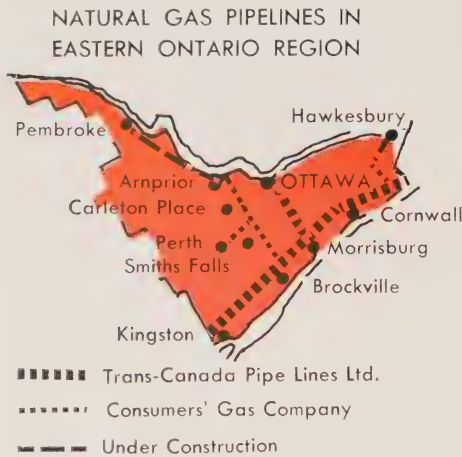 NATURAL GAS PIPELINES IN
EASTERN ONTARIO REGION
Hawkesbury
Pembroke
Arnprior
OTTAWA
Carleton Place
Cornwall
Perth
Morrisburg
Smiths Falls
Brockville
Kingston
Trans-Canada Pipe Lines Ltd.
Consumers' Gas Company
Under Construction